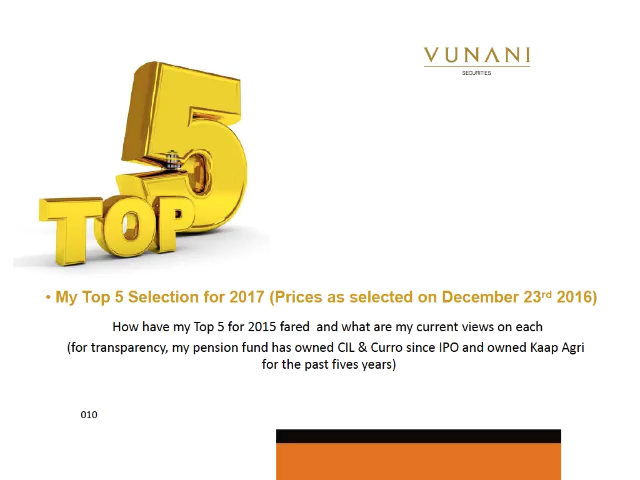 VUNANI
SECURITIES
TOP 5
• My Top 5 Selection for 2017 (Prices as selected on December 23rd 2016)
How have my Top 5 for 2015 fared and what are my current views on each
(for transparency, my pension fund has owned CIL & Curro since IPO and owned Kaap Agri
for the past fives years)
010